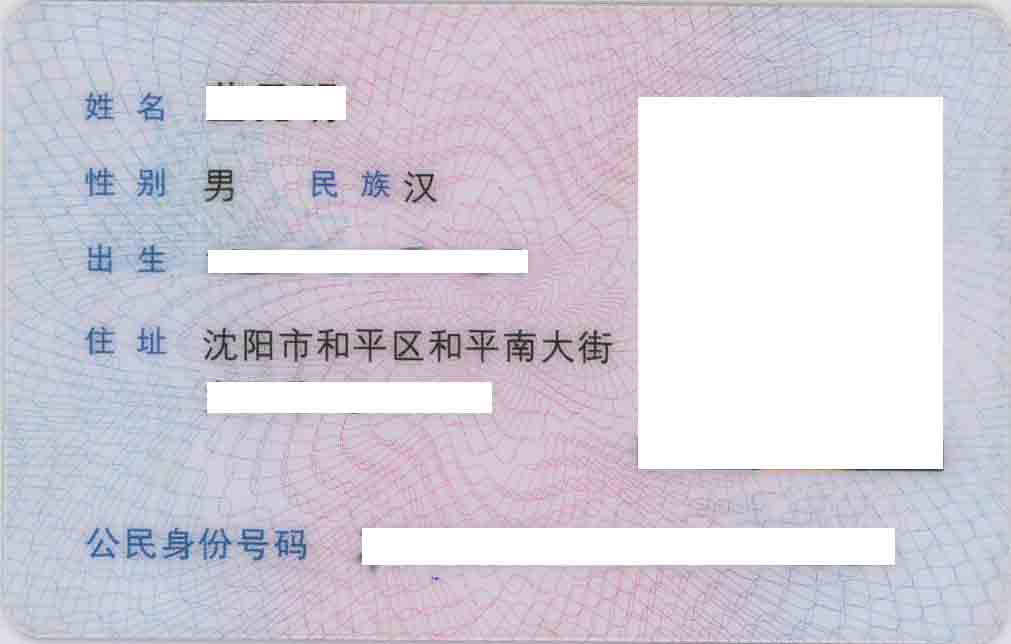 姓名
性别 男 民族 汉
出生
住址 沈阳市和平区和平南大街
公民身份号码